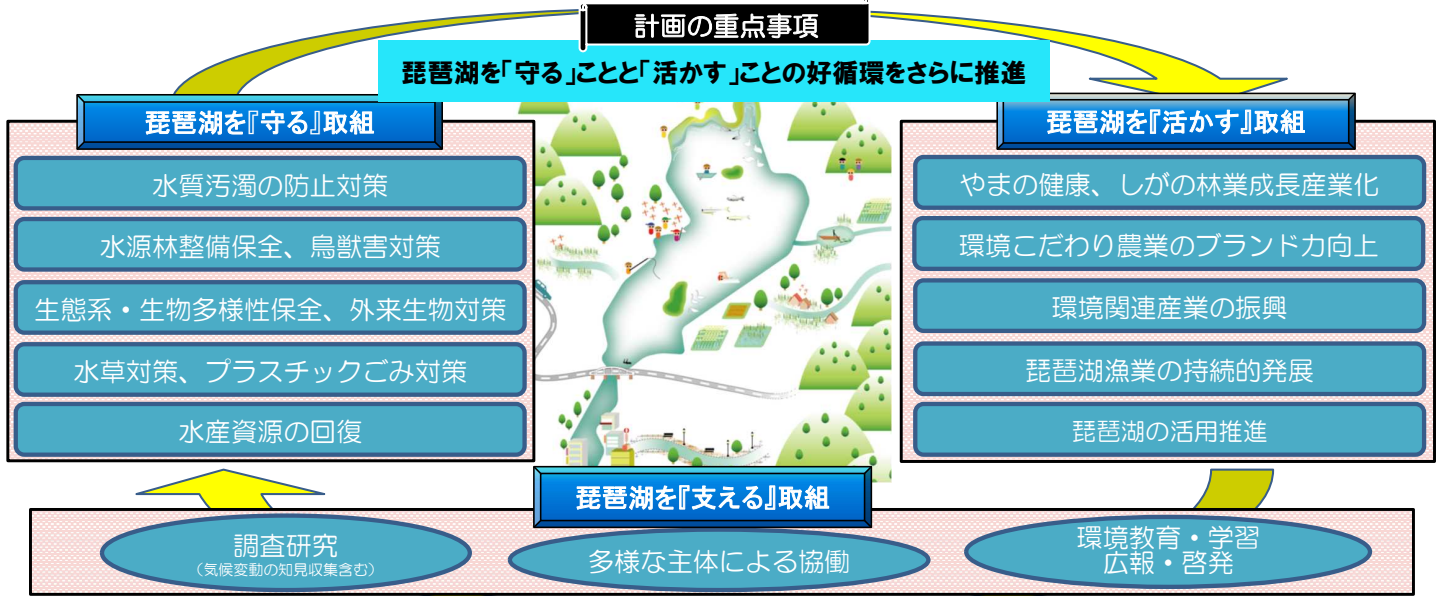 計画の重点事項
琵琶湖を「守る」ことと「活かす」ことの好循環をさらに推進
琵琶湖を『守る』取組
水質汚濁の防止対策
水源林整備保全、鳥獣害対策
生態系・生物多様性保全、外来生物対策
水草対策、プラスチックごみ対策
水産資源の回復
琵琶湖を『活かす』取組
やまの健康、しがの林業成長産業化
環境こだわり農業のブランド力向上
環境関連産業の振興
琵琶湖漁業の持続的発展
琵琶湖の活用推進
琵琶湖を『支える』取組
調査研究
（気候変動の知見収集含む）
多様な主体による協働
環境教育・学習
広報・啓発